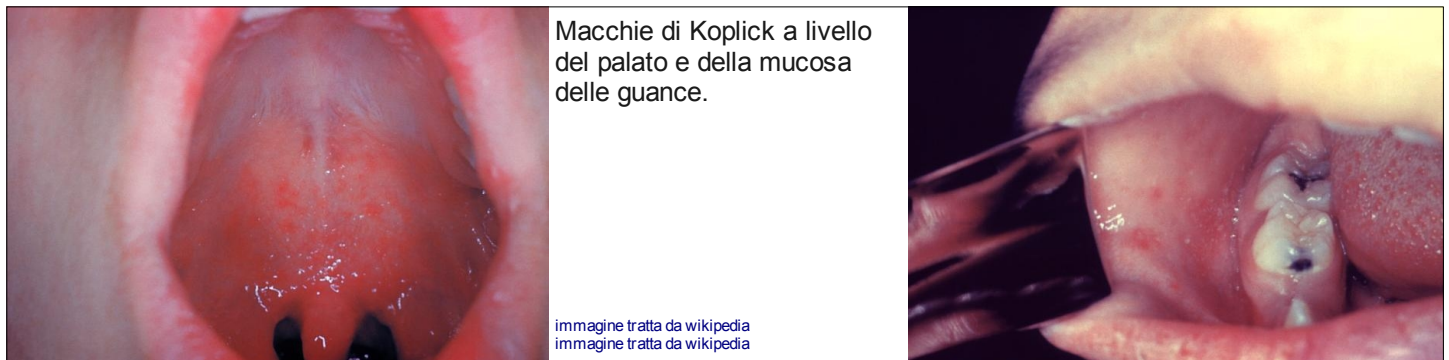 Macchie di Koplick a livello
del palato e della mucosa
delle guance.
immagine tratta da wikipedia
immagine tratta da wikipedia